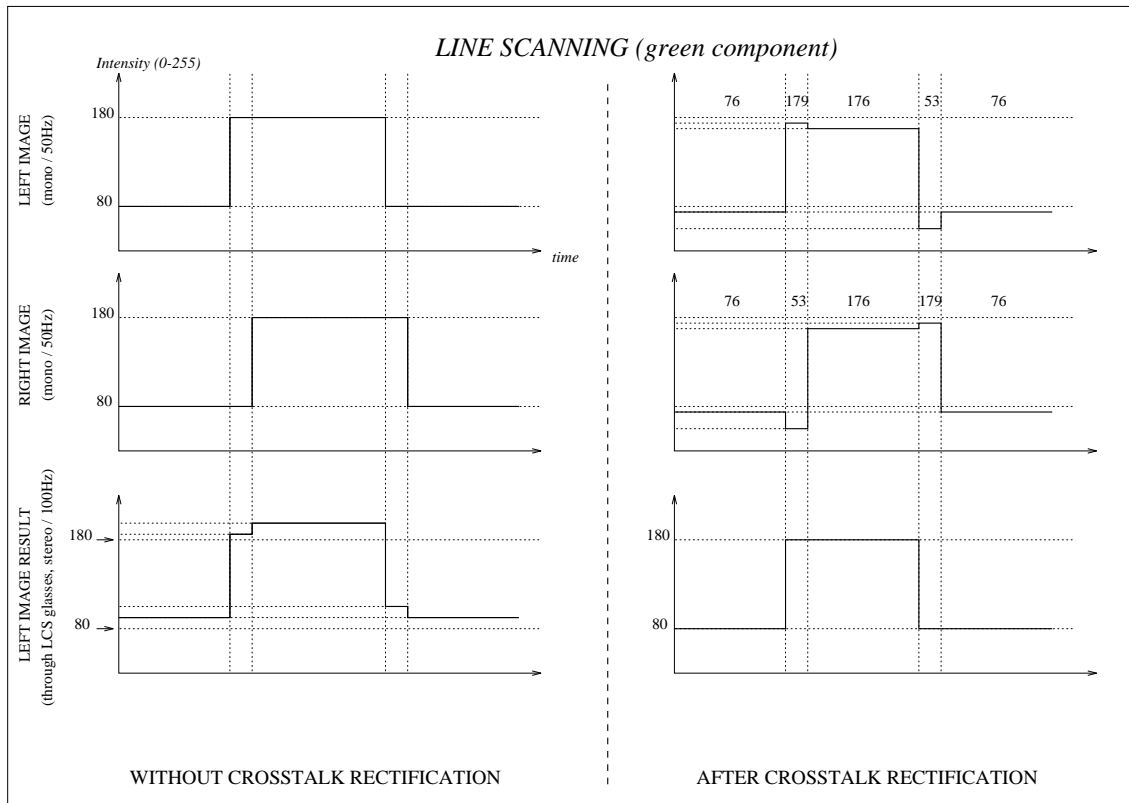 LINE SCANNING (green component)
Intensity (0-255)
LEFT IMAGE
(mono / 50Hz)
180
80
time
76 179 176 53 76
RIGHT IMAGE
(mono / 50Hz)
180
80
76 53 176 179 76
LEFT IMAGE RESULT
(through LCS glasses, stereo / 100Hz)
180
80
180
80
WITHOUT CROSSTALK RECTIFICATION
AFTER CROSSTALK RECTIFICATION